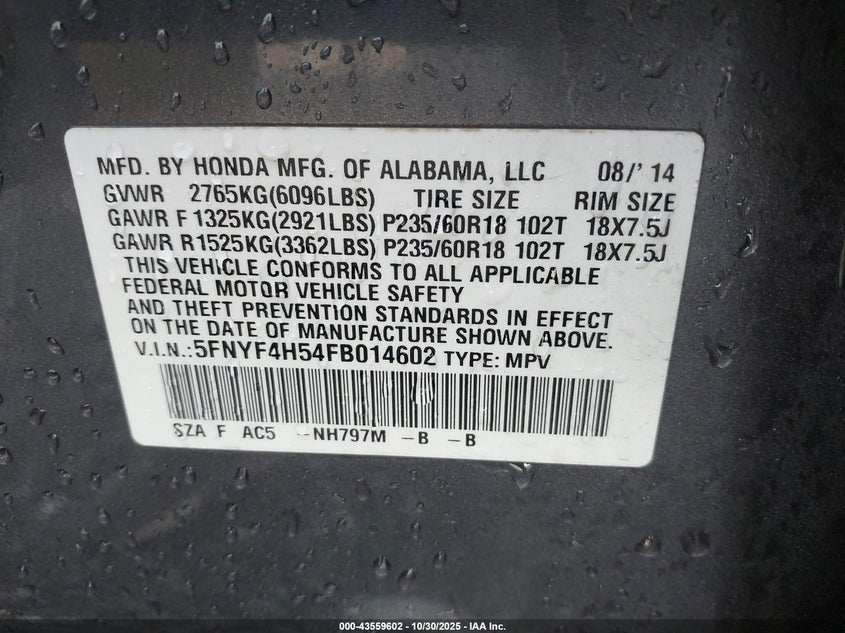 MFD. BY HONDA MFG. OF ALABAMA, LLC 08/'14
GVWR 2765KG(6096LBS) TIRE SIZE RIM SIZE
GAWR F 1325KG(2921LBS) P235/60R18 102T 18X7.5J
GAWR R1525KG(3362LBS) P235/60R18 102T 18X7.5J
THIS VEHICLE CONFORMS TO ALL APPLICABLE
FEDERAL MOTOR VEHICLE SAFETY
AND THEFT PREVENTION STANDARDS IN EFFECT
ON THE DATE OF MANUFACTURE SHOWN ABOVE.
V.I.N.:5FNYF4H54FB014602 TYPE: MPV
SZA F AC5 --NH797M -B -B
000-43559602 - 10/30/2025 - IAA Inc.